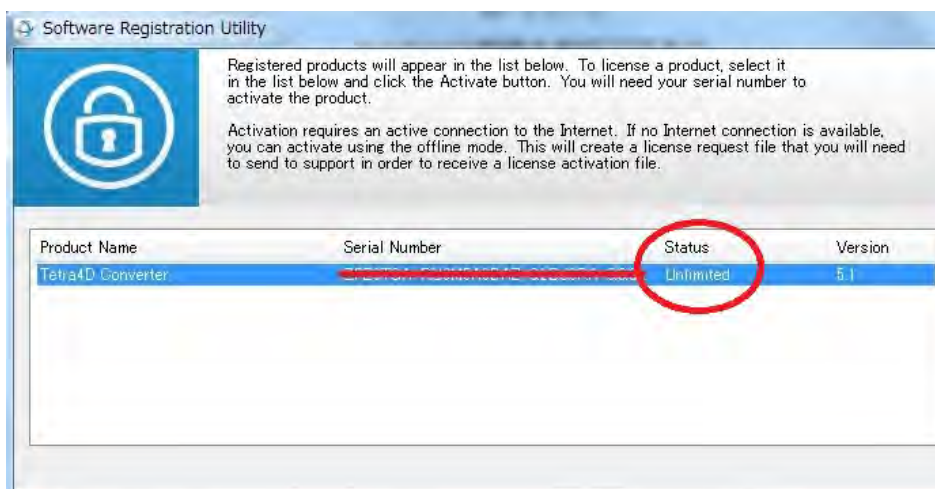 Software Registration Utility
Registered products will appear in the list below. To license a product, select it
in the list below and click the Activate button. You will need your serial number to
activate the product.
Activation requires an active connection to the Internet. If no Internet connection is available,
you can activate using the offline mode. This will create a license request file that you will need
to send to support in order to receive a license activation file.
Product Name Serial Number Status Version
Tetra4D Converter Unlimited 5.1